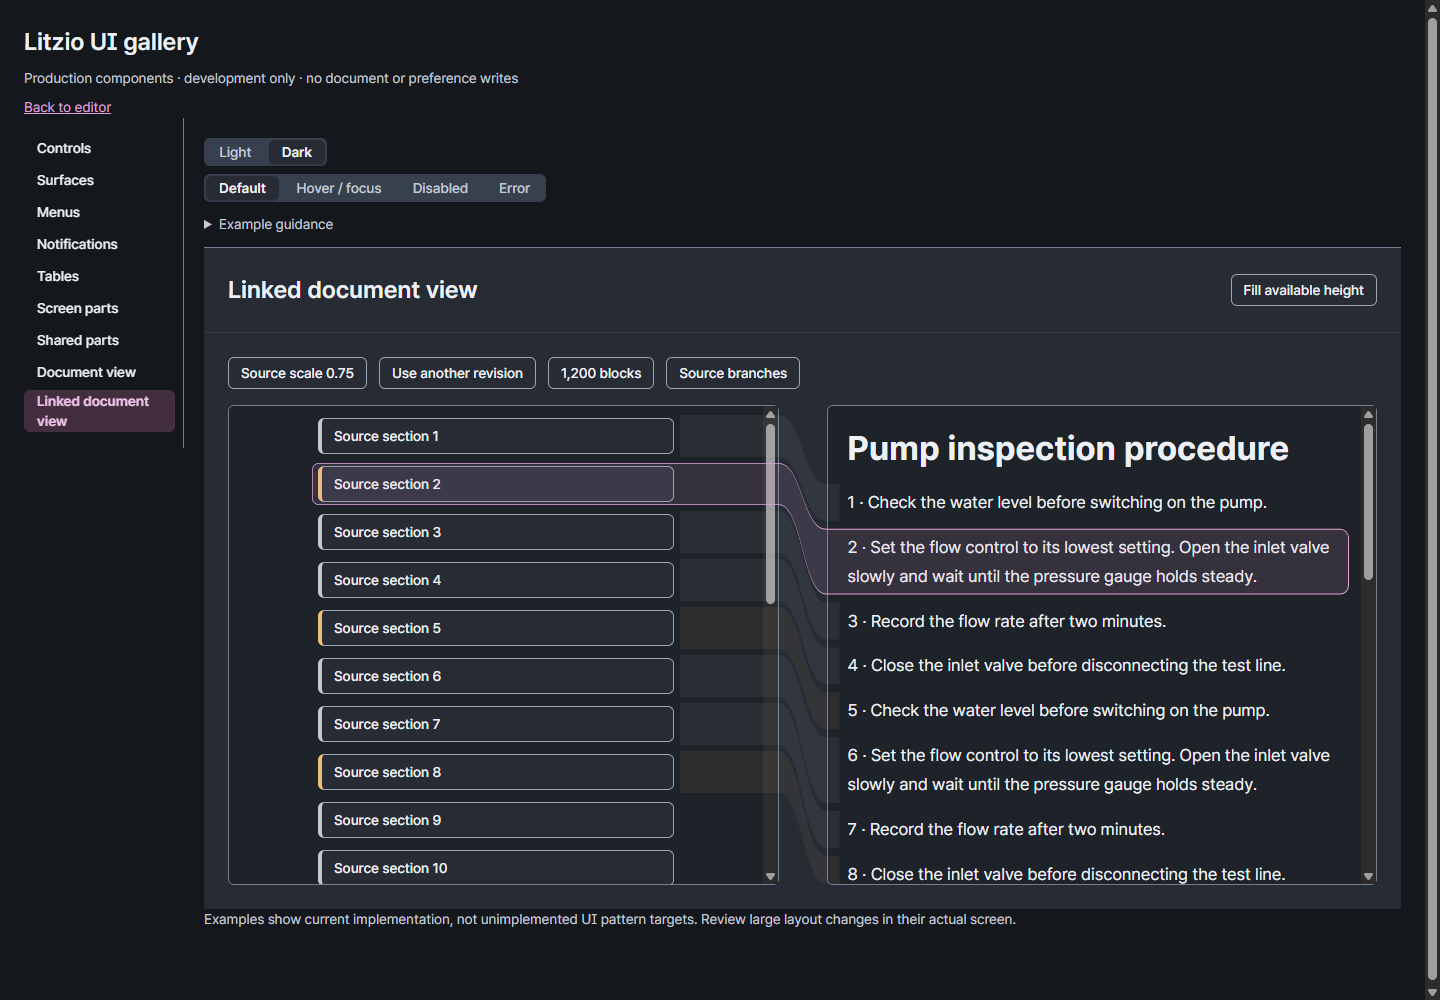 Litzio UI gallery
Production components · development only · no document or preference writes
Back to editor
Controls
Surfaces
Menus
Notifications
Tables
Screen parts
Shared parts
Document view
Linked document
view
Light Dark
Default Hover / focus Disabled Error
Example guidance
Linked document view
Fill available height
Source scale 0.75
Use another revision
1,200 blocks
Source branches
Source section 1
Source section 2
Source section 3
Source section 4
Source section 5
Source section 6
Source section 7
Source section 8
Source section 9
Source section 10
Pump inspection procedure
1 · Check the water level before switching on the pump.
2 · Set the flow control to its lowest setting. Open the inlet valve
slowly and wait until the pressure gauge holds steady.
3 · Record the flow rate after two minutes.
4 · Close the inlet valve before disconnecting the test line.
5 · Check the water level before switching on the pump.
6 · Set the flow control to its lowest setting. Open the inlet valve
slowly and wait until the pressure gauge holds steady.
7 · Record the flow rate after two minutes.
8 · Close the inlet valve before disconnecting the test line.
Examples show current implementation, not unimplemented UI pattern targets. Review large layout changes in their actual screen.